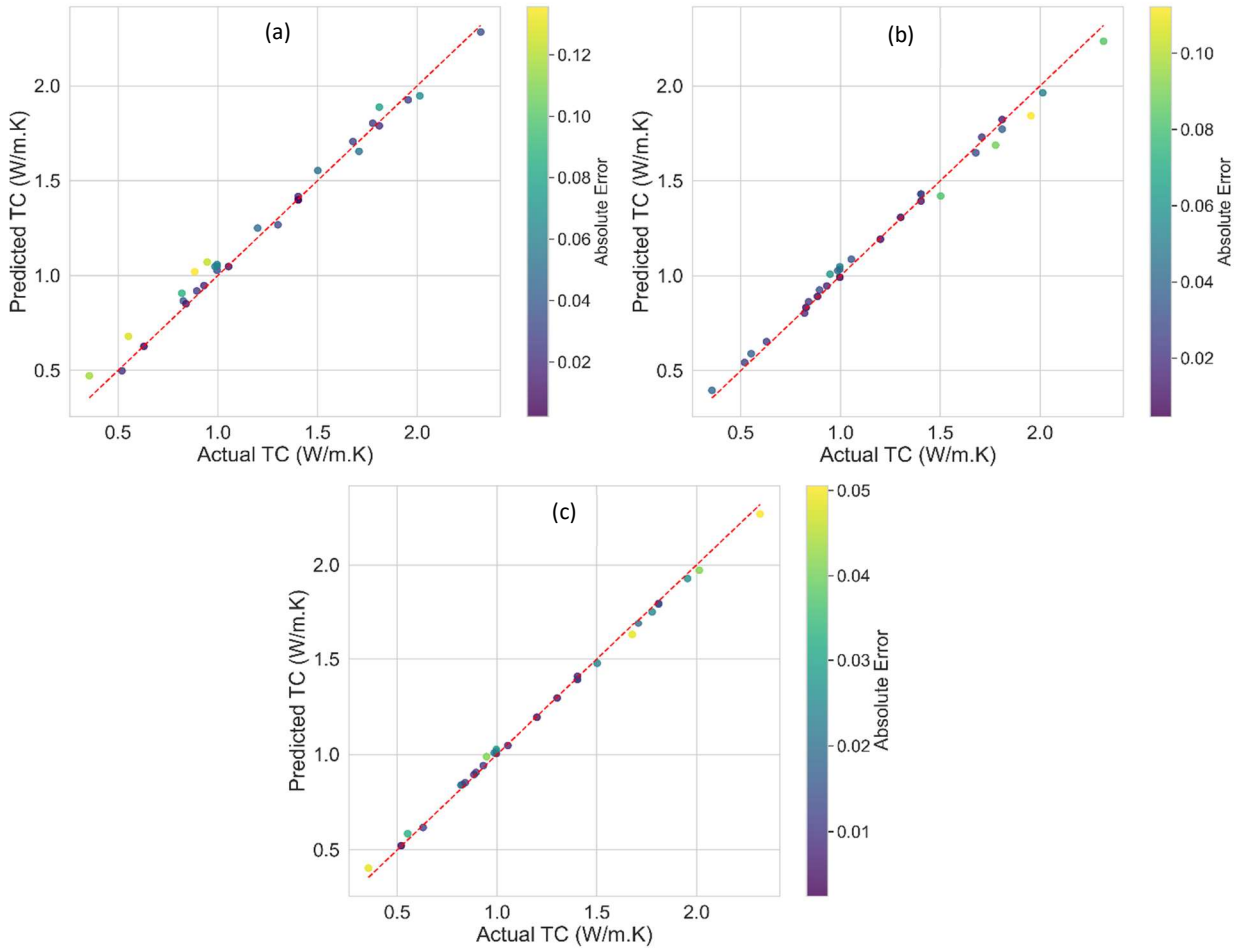 (a)
Predicted TC (W/m.K)
2.0
1.5
1.0
0.5
0.5 1.0 1.5 2.0
Actual TC (W/m.K)
0.12
0.10
0.08
0.06
0.04
0.02
Absolute Error
(b)
Predicted TC (W/m.K)
2.0
1.5
1.0
0.5
0.5 1.0 1.5 2.0
Actual TC (W/m.K)
0.10
0.08
0.06
0.04
0.02
Absolute Error
(c)
Predicted TC (W/m.K)
2.0
1.5
1.0
0.5
0.5 1.0 1.5 2.0
Actual TC (W/m.K)
0.05
0.04
0.03
0.02
0.01
Absolute Error